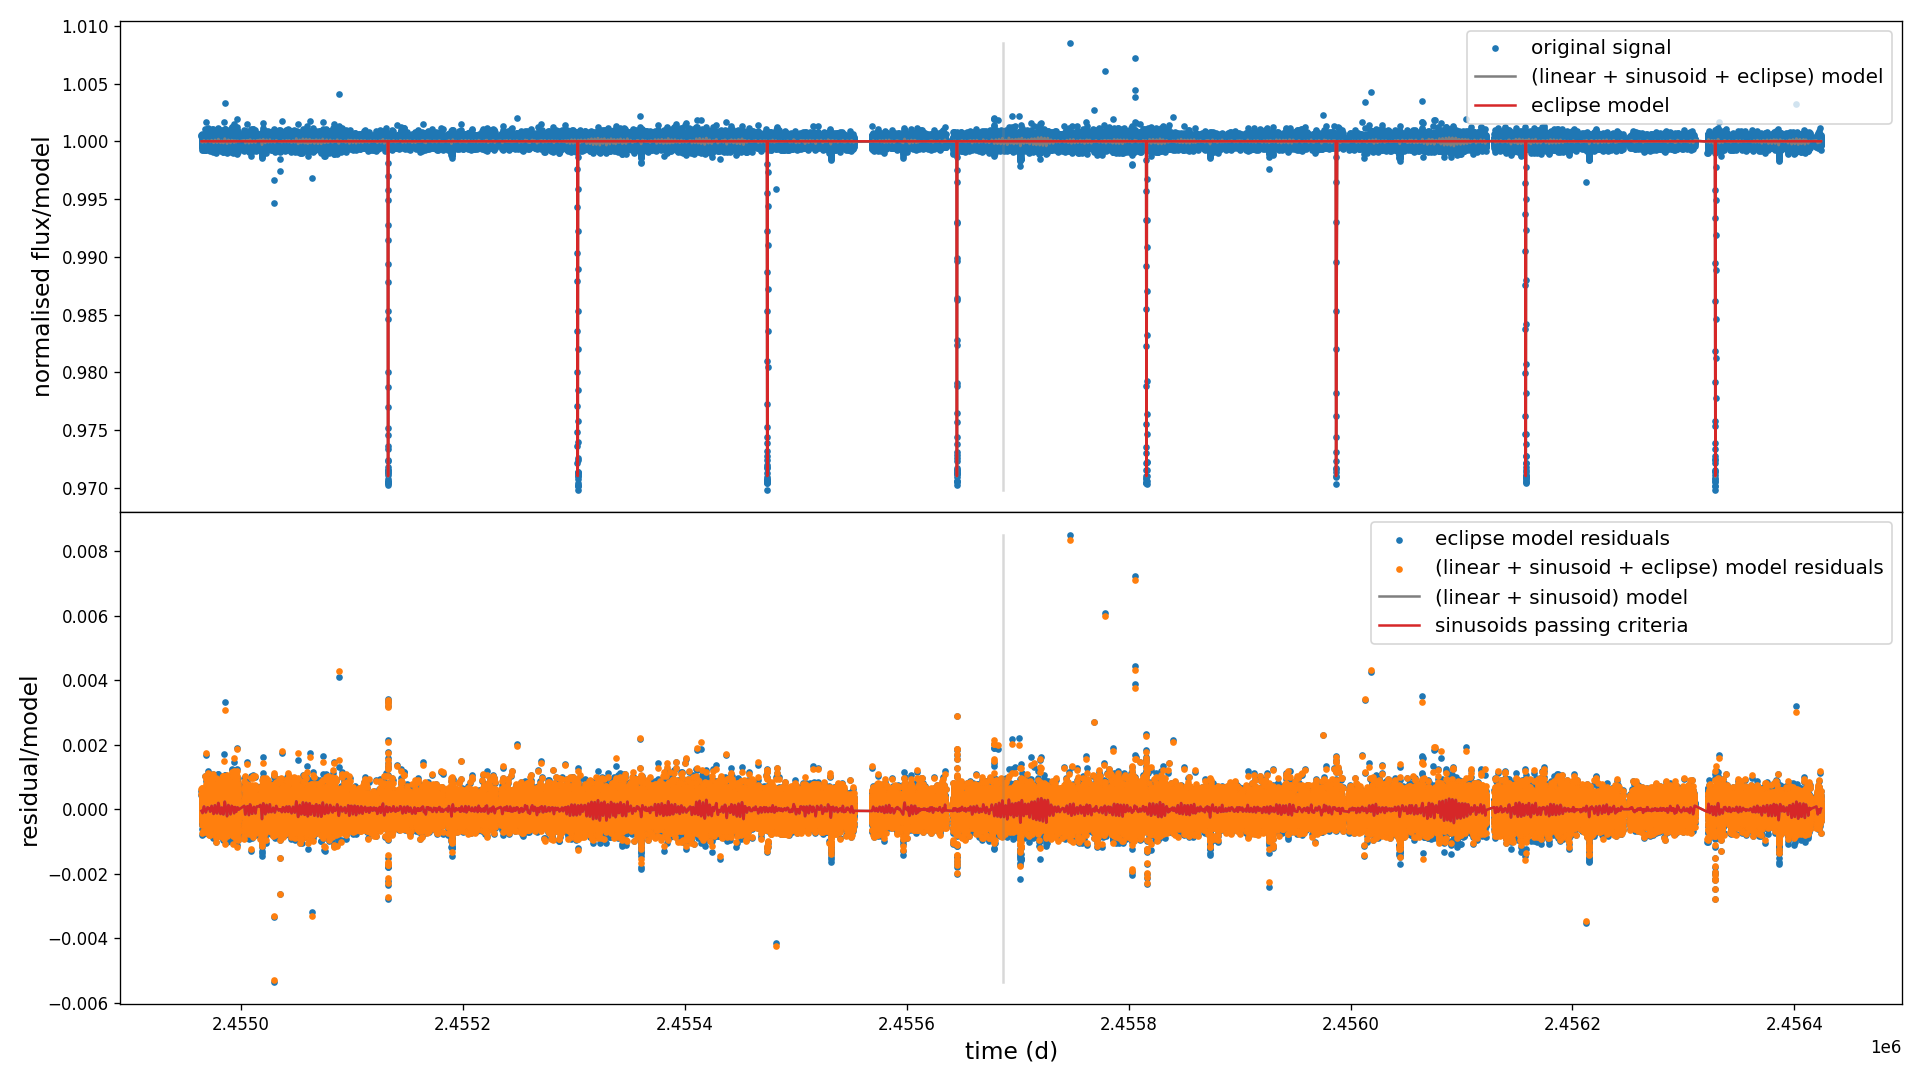 1.010
1.005
1.000
0.995
0.990
0.985
0.980
0.975
0.970
normalised flux/model
original signal
(linear + sinusoid + eclipse) model
eclipse model
0.008
0.006
0.004
0.002
0.000
−0.002
−0.004
−0.006
residual/model
eclipse model residuals
(linear + sinusoid + eclipse) model residuals
(linear + sinusoid) model
sinusoids passing criteria
2.4550
2.4552
2.4554
2.4556
2.4558
2.4560
2.4562
2.4564
1e6
time (d)